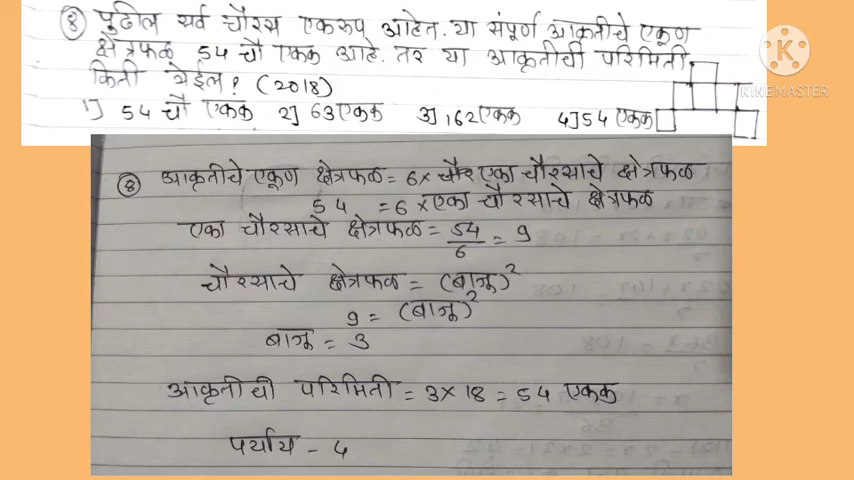 ८) पुढील सर्व चौरस एकरूप आहेत. या संपूर्ण आकृतीचे एकूण
क्षेत्रफळ 54 चौ एकक आहे. तर या आकृतीची परिमिती
किती येईल? (2018)
1) 54 चौ एकक 2) 63 एकक 3) 162 एकक 4) 54 एकक
KINEMASTER
८) आकृतीचे एकूण क्षेत्रफळ = 6 × एका चौरसाचे क्षेत्रफळ
54 = 6 × एका चौरसाचे क्षेत्रफळ
एका चौरसाचे क्षेत्रफळ = 54/6 = 9
चौरसाचे क्षेत्रफळ = (बाजू)²
9 = (बाजू)²
बाजू = 3
आकृतीची परिमिती = 3 × 18 = 54 एकक
पर्याय - 4